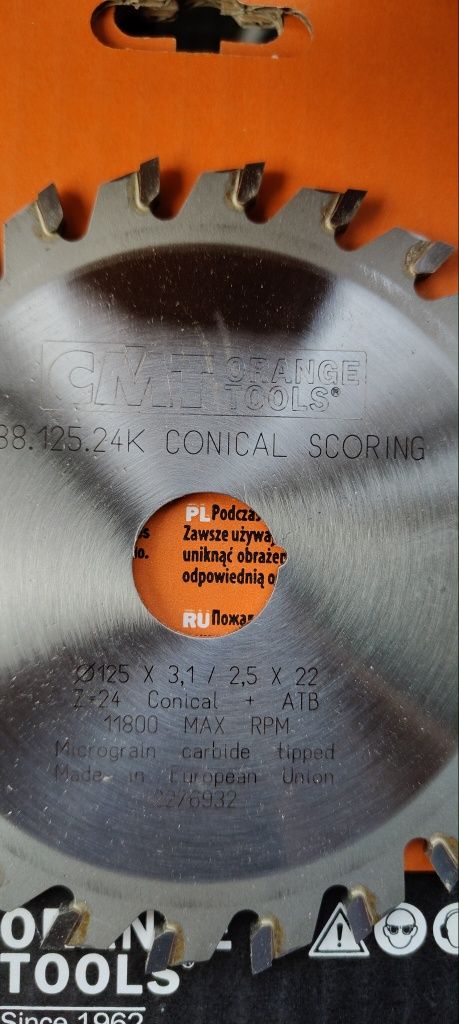 CMT ORANGE TOOLS®
88.125.24K CONICAL SCORING
PL Podczas
Zawsze używaj
uniknąć obrażeń
odpowiednią o
RU Пожал
io.
Ø125 X 3,1 / 2,5 X 22
Z=24 Conical + ATB
11800 MAX RPM
Micrograin carbide tipped
Made in European Union
TOOLS®
Since 1962